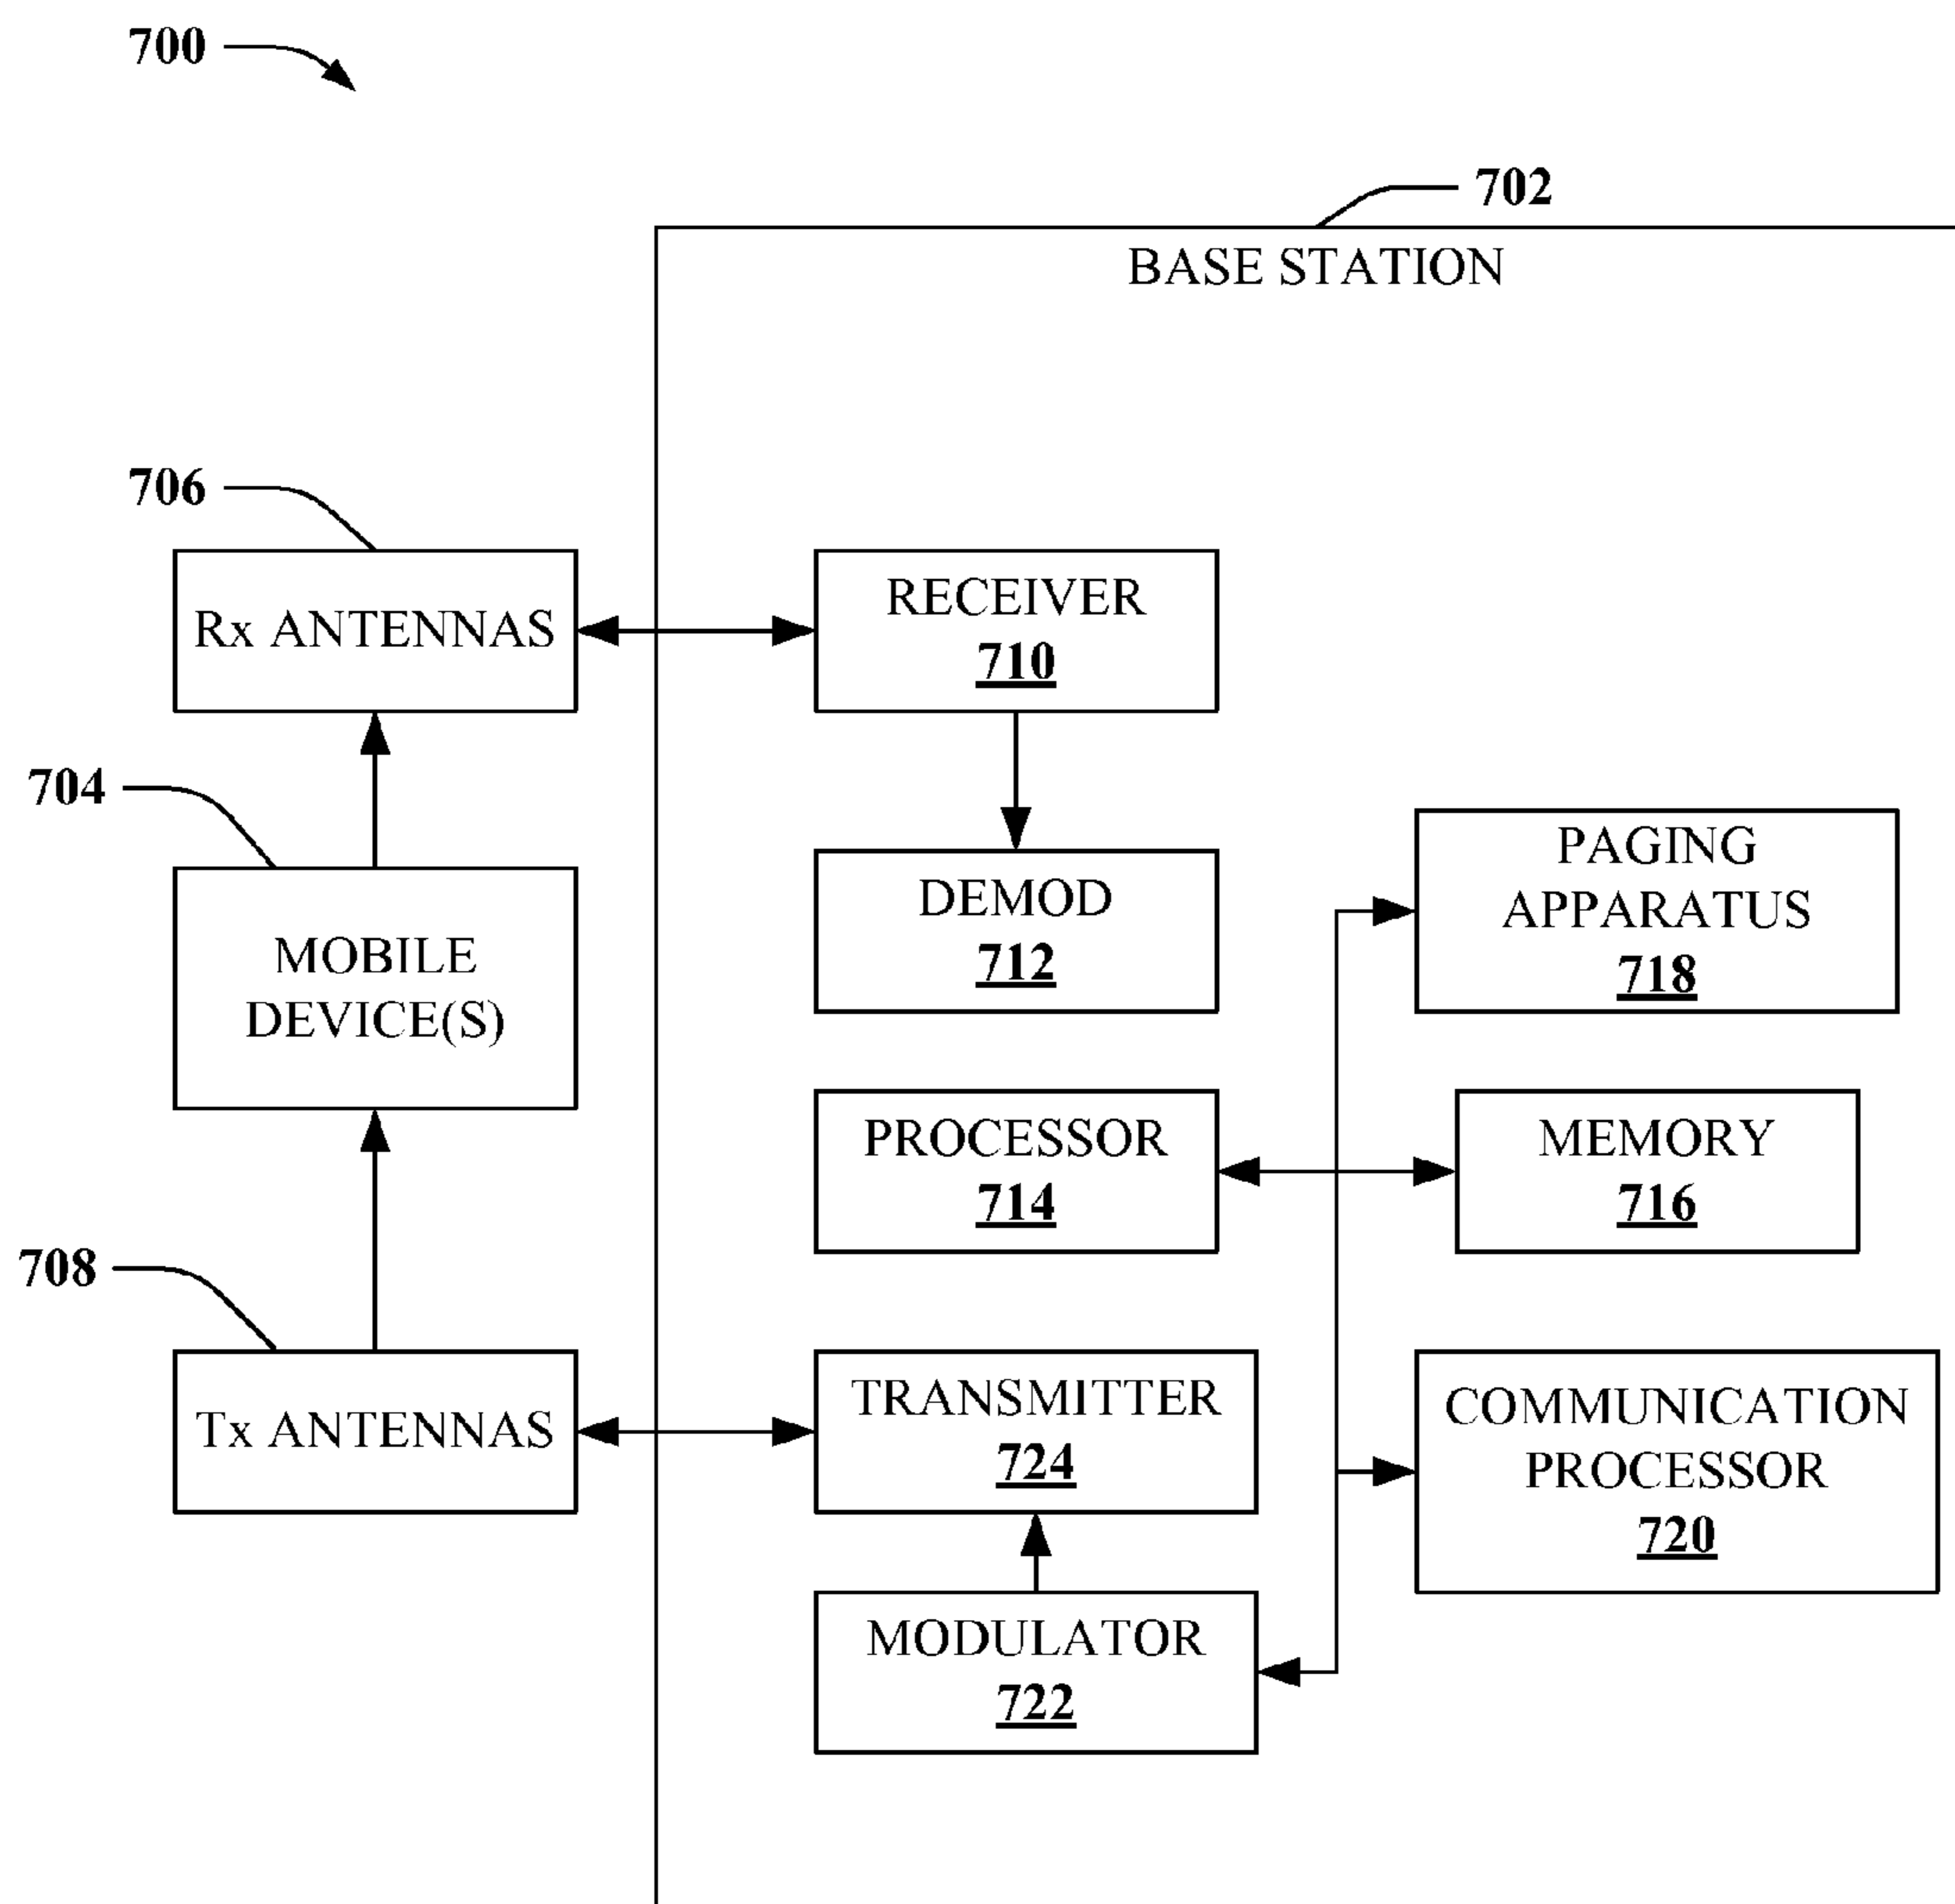 700
702
BASE STATION
706
Rx ANTENNAS
RECEIVER
710
704
MOBILE
DEVICE(S)
DEMOD
712
PAGING
APPARATUS
718
PROCESSOR
714
MEMORY
716
708
Tx ANTENNAS
TRANSMITTER
724
COMMUNICATION
PROCESSOR
720
MODULATOR
722